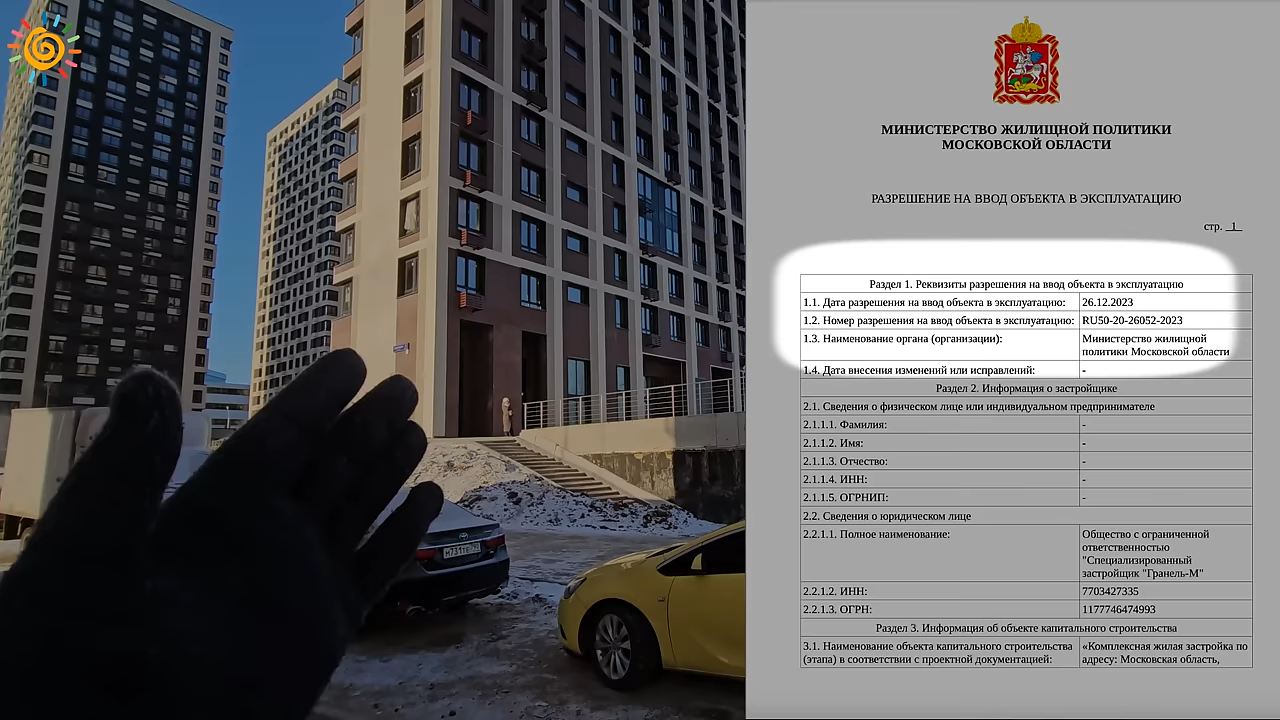 МИНИСТЕРСТВО ЖИЛИЩНОЙ ПОЛИТИКИ
МОСКОВСКОЙ ОБЛАСТИ
РАЗРЕШЕНИЕ НА ВВОД ОБЪЕКТА В ЭКСПЛУАТАЦИЮ
стр. 1
Раздел 1. Реквизиты разрешения на ввод объекта в эксплуатацию
1.1. Дата разрешения на ввод объекта в эксплуатацию: 26.12.2023
1.2. Номер разрешения на ввод объекта в эксплуатацию: RU50-20-26052-2023
1.3. Наименование органа (организации): Министерство жилищной
политики Московской области
1.4. Дата внесения изменений или исправлений: -
Раздел 2. Информация о застройщике
2.1. Сведения о физическом лице или индивидуальном предпринимателе
2.1.1.1. Фамилия: -
2.1.1.2. Имя: -
2.1.1.3. Отчество: -
2.1.1.4. ИНН: -
2.1.1.5. ОГРНИП: -
2.2. Сведения о юридическом лице
2.2.1.1. Полное наименование: Общество с ограниченной
ответственностью
"Специализированный
застройщик "Гранель-М"
2.2.1.2. ИНН: 7703427335
2.2.1.3. ОГРН: 1177746474993
Раздел 3. Информация об объекте капитального строительства
3.1. Наименование объекта капитального строительства «Комплексная жилая застройка по
(этапа) в соответствии с проектной документацией: адресу: Московская область,